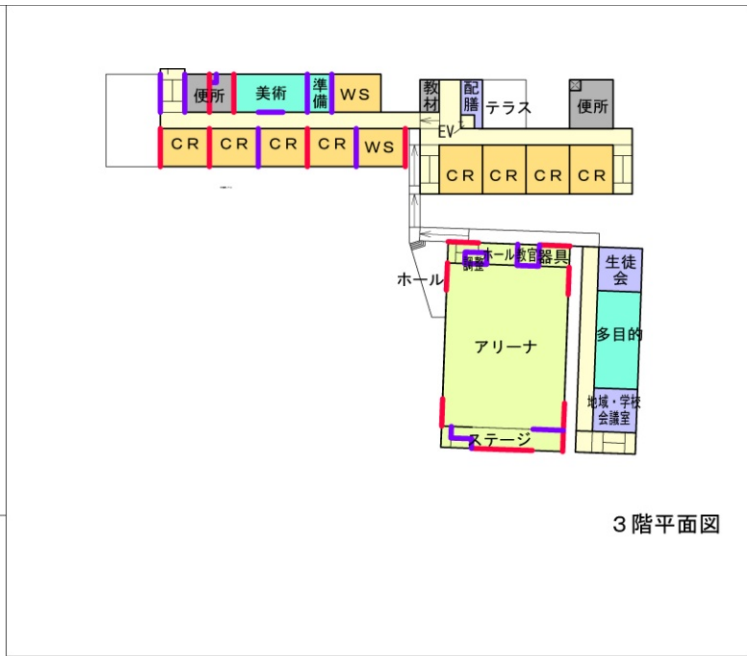 便所
美術
準備
ＷＳ
教材
配膳
テラス
便所
EV
ＣＲ
ＣＲ
ＣＲ
ＣＲ
ＷＳ
ＣＲ
ＣＲ
ＣＲ
ＣＲ
調整
ホール
教官
器具
生徒会
ホール
アリーナ
多目的
地域・学校
会議室
ステージ
３階平面図